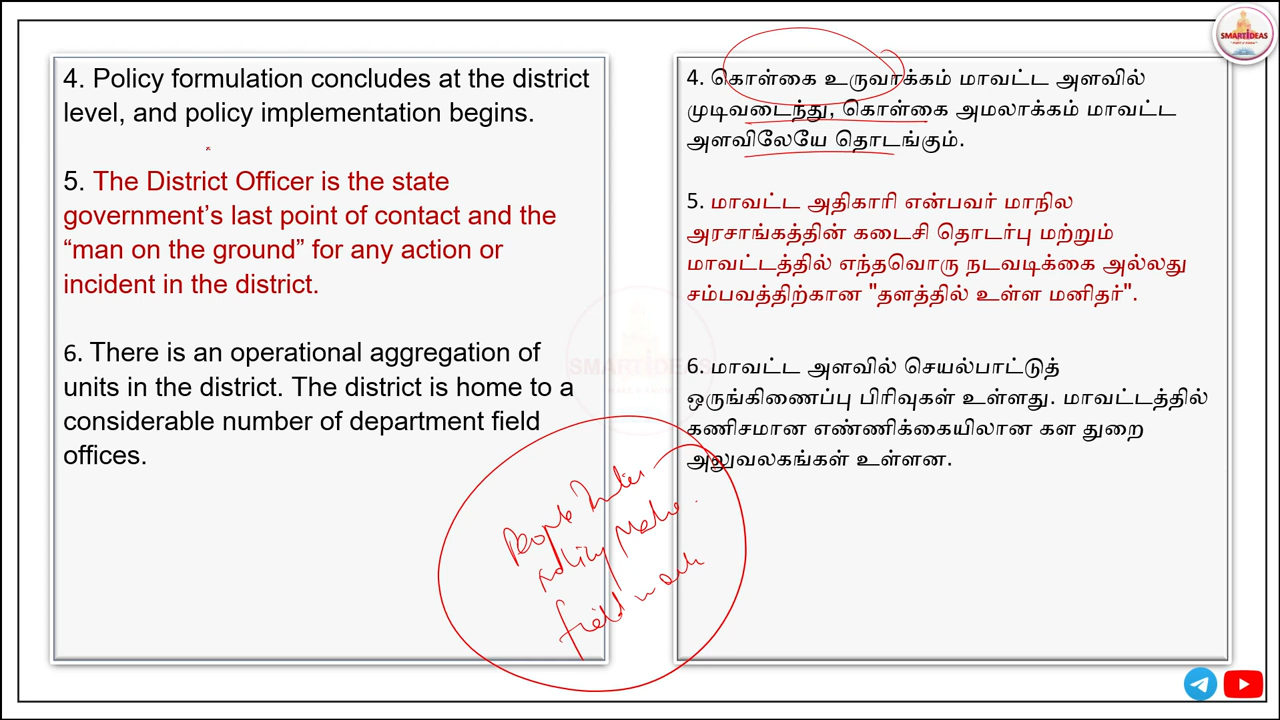 SMARTIDEAS
4. Policy formulation concludes at the district
level, and policy implementation begins.
5. The District Officer is the state
government’s last point of contact and the
“man on the ground” for any action or
incident in the district.
6. There is an operational aggregation of
units in the district. The district is home to a
considerable number of department field
offices.
4. கொள்கை உருவாக்கம் மாவட்ட அளவில்
முடிவடைந்து, கொள்கை அமலாக்கம் மாவட்ட
அளவிலேயே தொடங்கும்.
5. மாவட்ட அதிகாரி என்பவர் மாநில
அரசாங்கத்தின் கடைசி தொடர்பு மற்றும்
மாவட்டத்தில் எந்தவொரு நடவடிக்கை அல்லது
சம்பவத்திற்கான "தளத்தில் உள்ள மனிதர்".
6. மாவட்ட அளவில் செயல்பாட்டுத்
ஒருங்கிணைப்பு பிரிவுகள் உள்ளது. மாவட்டத்தில்
கணிசமான எண்ணிக்கையிலான கள துறை
அலுவலகங்கள் உள்ளன.
SMARTIDEAS
People
Policy
field work